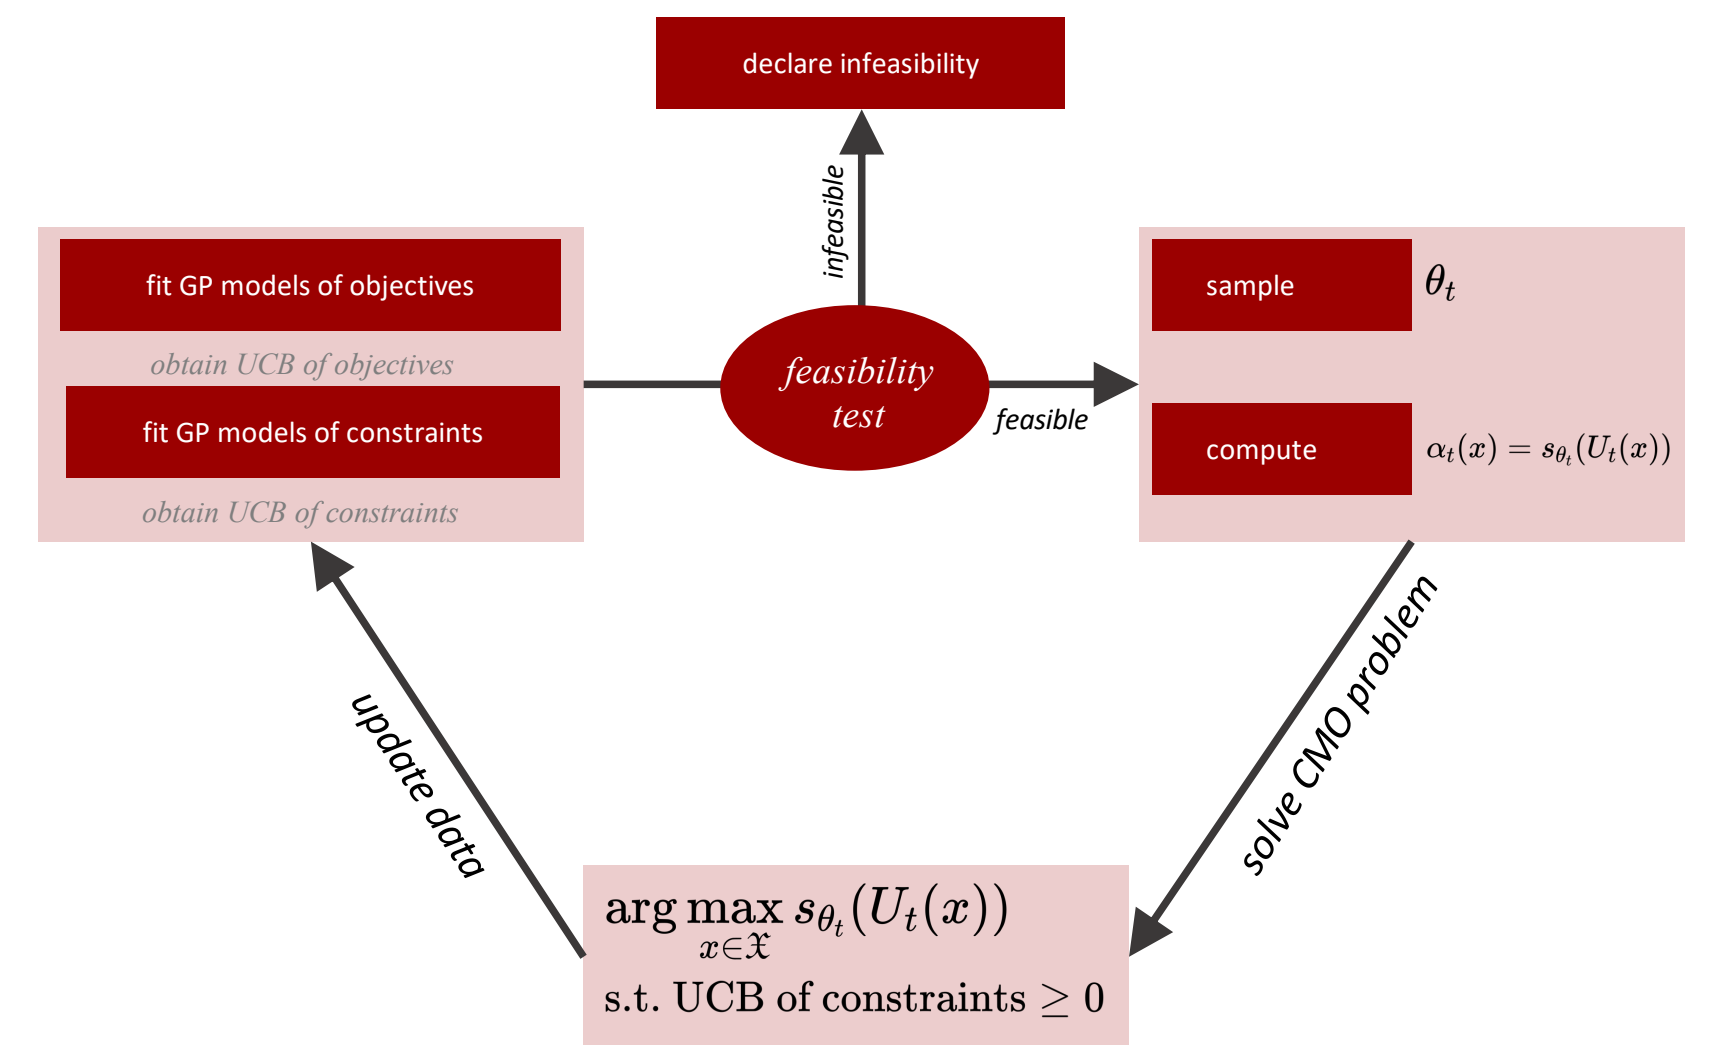 declare infeasibility
infeasible
fit GP models of objectives
obtain UCB of objectives
fit GP models of constraints
obtain UCB of constraints
feasibility
test
feasible
sample θ_t
compute α_t(x) = s_{θ_t}(U_t(x))
solve CMO problem
update data
arg max_{x∈𝔛} s_{θ_t}(U_t(x))
s.t. UCB of constraints ≥ 0